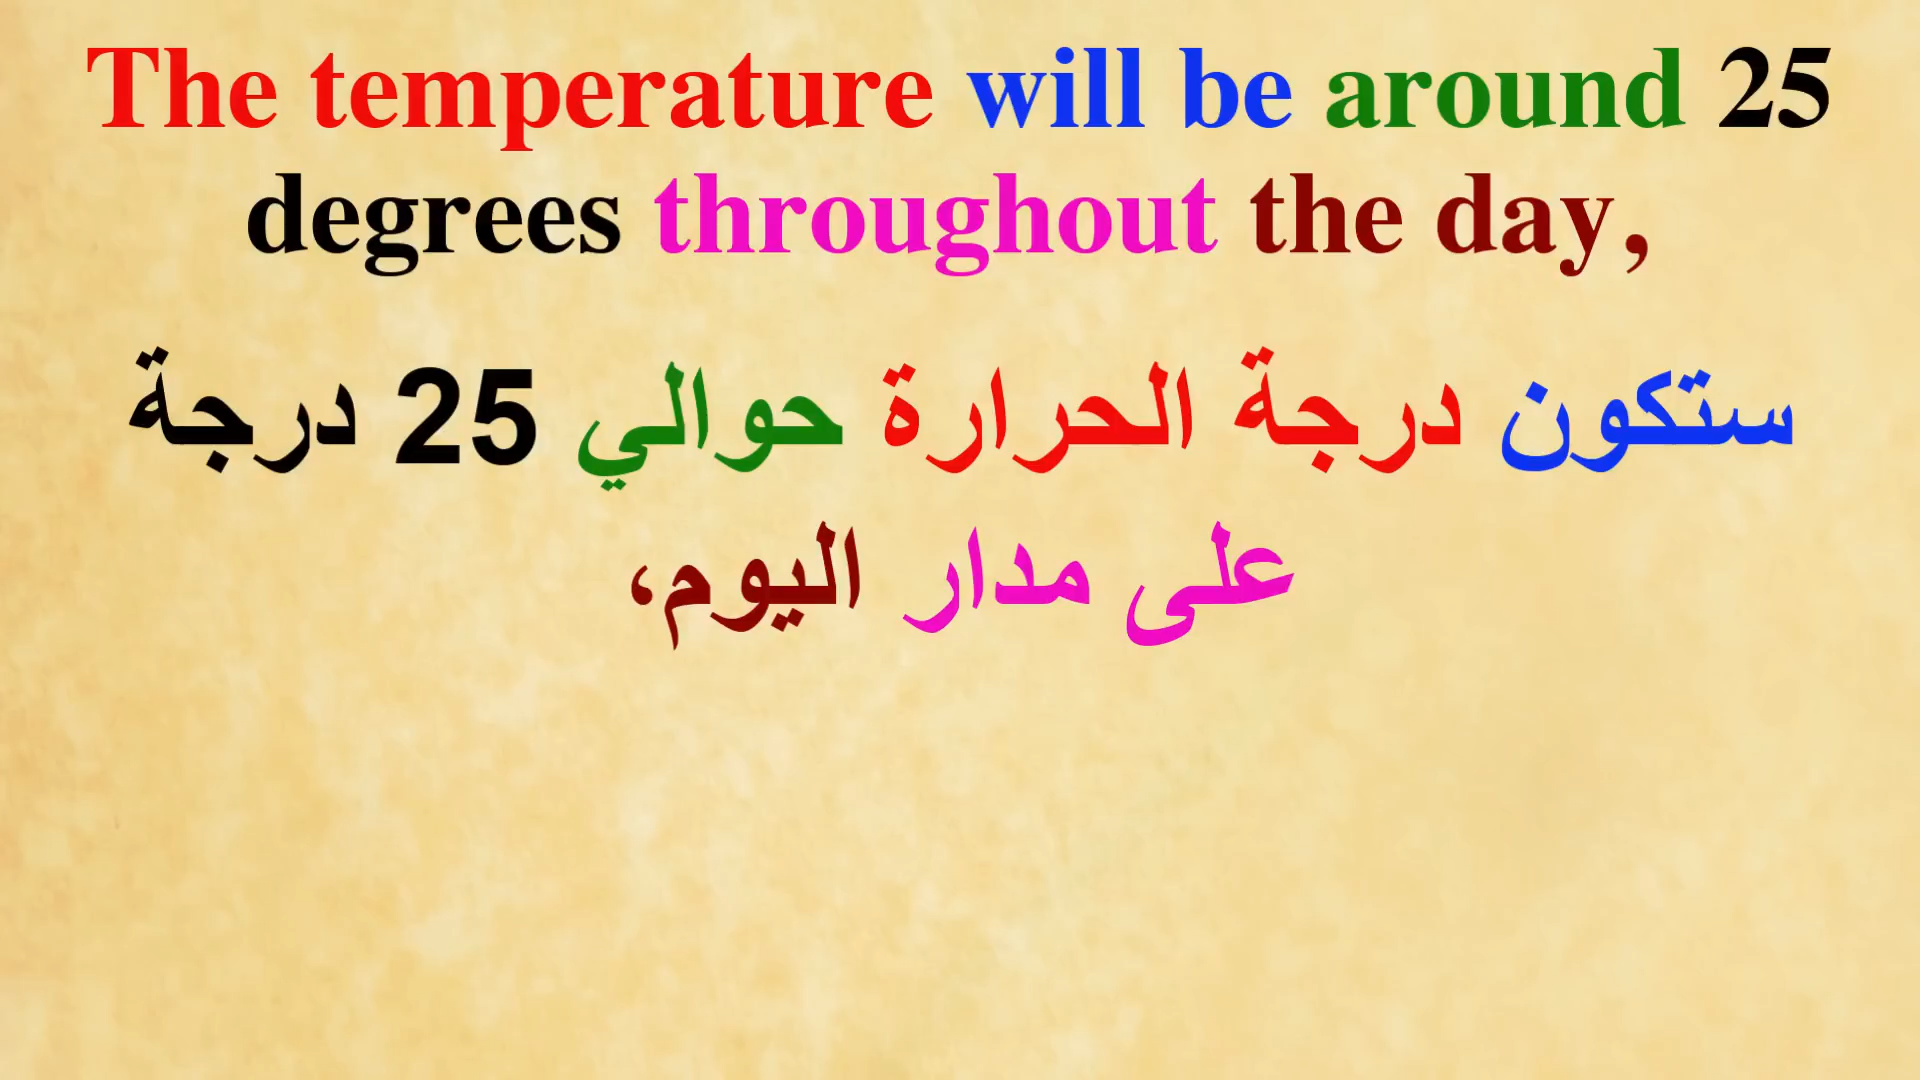 The temperature will be around 25
degrees throughout the day,
ستكون درجة الحرارة حوالي 25 درجة
على مدار اليوم،